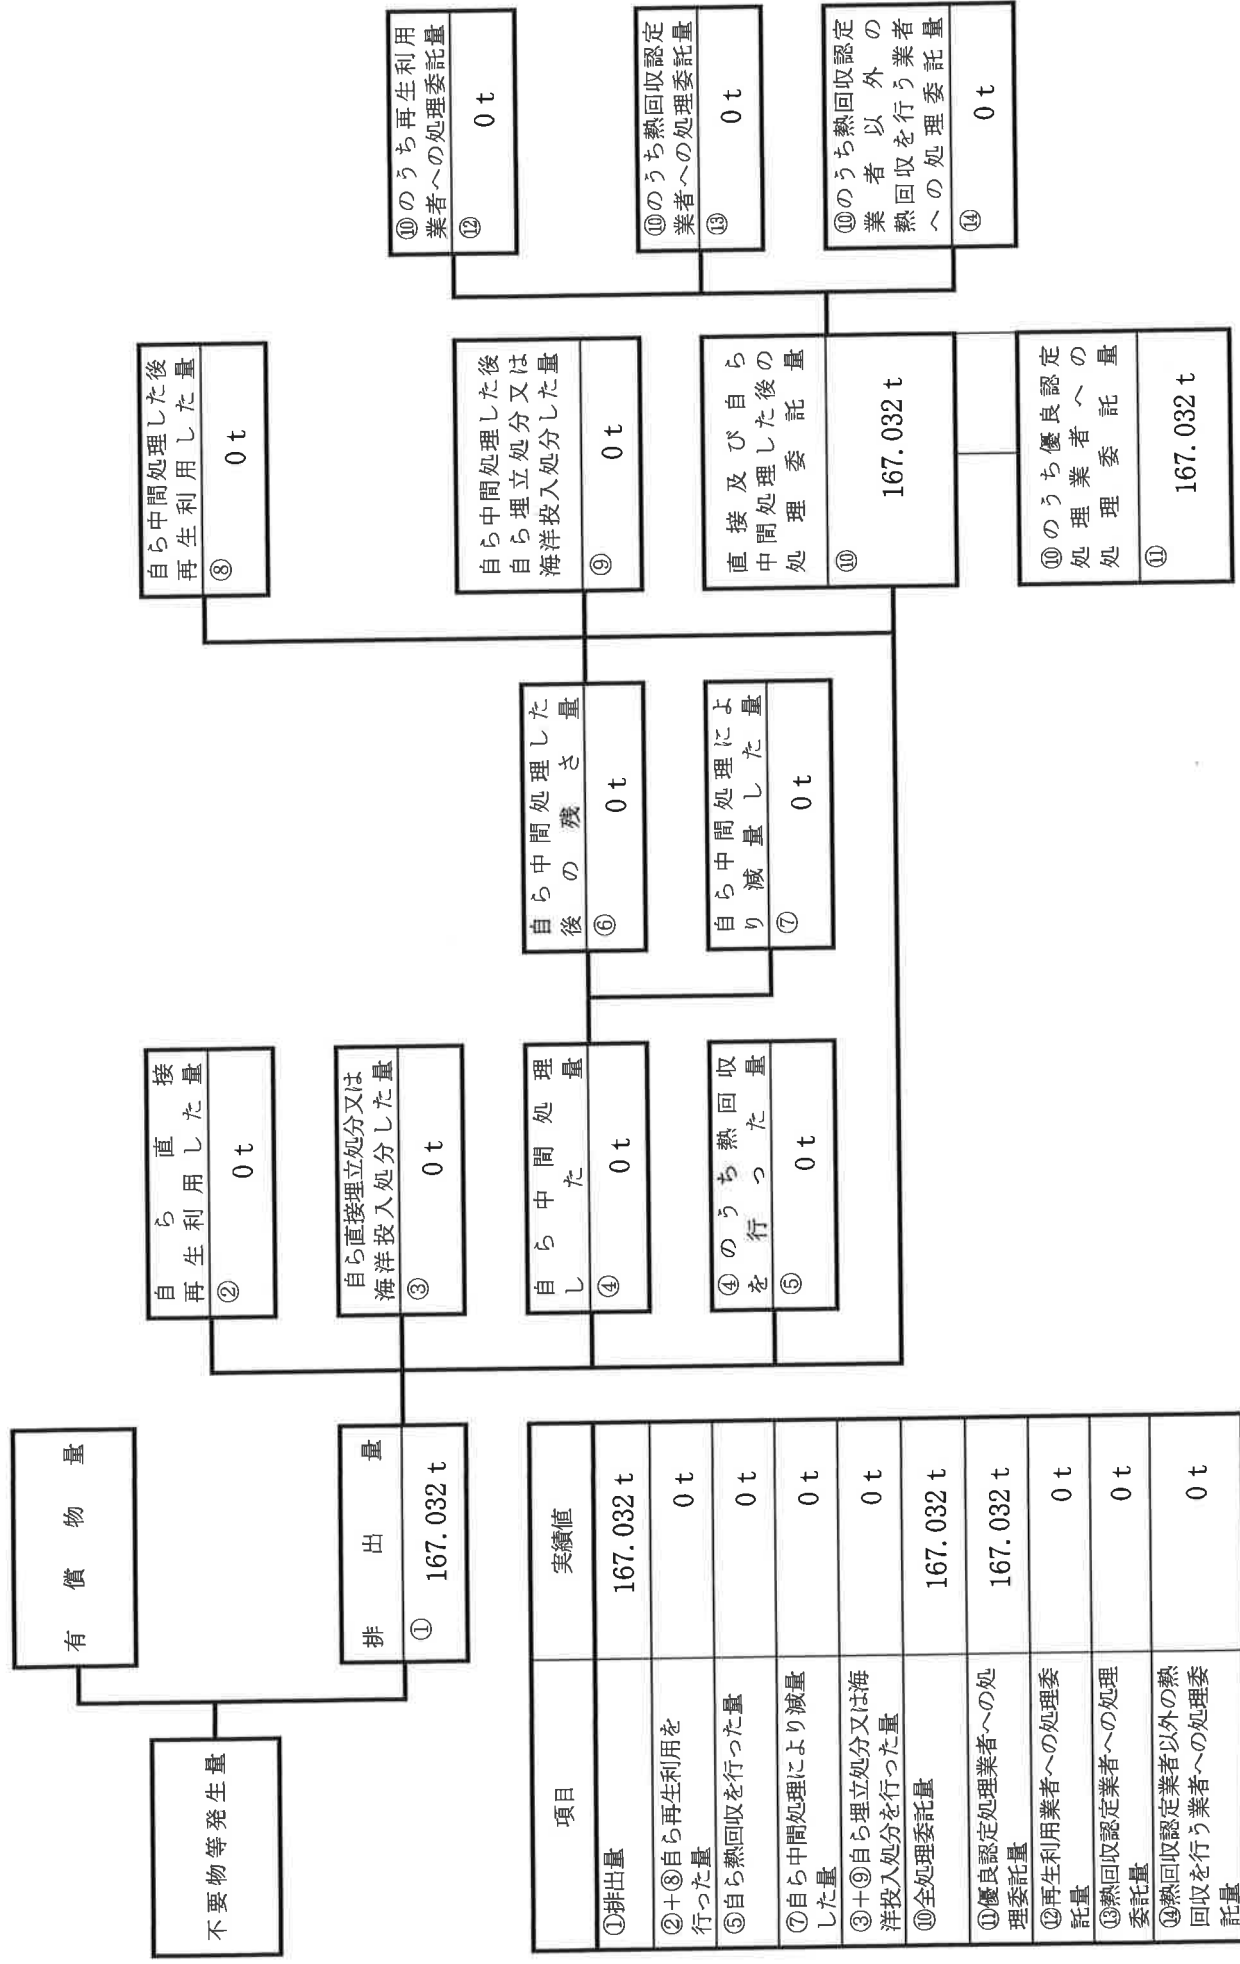 不要物等発生量
有償物量
排出量
① 167.032 t
自ら直接
再生利用した量
② 0 t
自ら直接埋立処分又は
海洋投入処分した量
③ 0 t
自ら中間処理
した量
④ 0 t
④のうち熱回収
を行った量
⑤ 0 t
自ら中間処理した
後の残さ量
⑥ 0 t
自ら中間処理によ
り減量した量
⑦ 0 t
自ら中間処理した後
再生利用した量
⑧ 0 t
自ら中間処理した後
自ら埋立処分又は
海洋投入処分した量
⑨ 0 t
直接及び自ら
中間処理した後の
処理委託量
⑩ 167.032 t
⑩のうち優良認定
処理業者への
処理委託量
⑪ 167.032 t
⑩のうち再生利用
業者への処理委託量
⑫ 0 t
⑩のうち熱回収認定
業者への処理委託量
⑬ 0 t
⑩のうち熱回収認定
業者以外の
熱回収を行う業者
への処理委託量
⑭ 0 t
項目 実績値
①排出量 167.032 t
②+⑧自ら再生利用を
行った量 0 t
⑤自ら熱回収を行った量 0 t
⑦自ら中間処理により減量
した量 0 t
③+⑨自ら埋立処分又は海
洋投入処分を行った量 0 t
⑩全処理委託量 167.032 t
⑪優良認定処理業者への処
理委託量 167.032 t
⑫再生利用業者への処理委
託量 0 t
⑬熱回収認定業者への処理
委託量 0 t
⑭熱回収認定業者以外の熱
回収を行う業者への処理委
託量 0 t